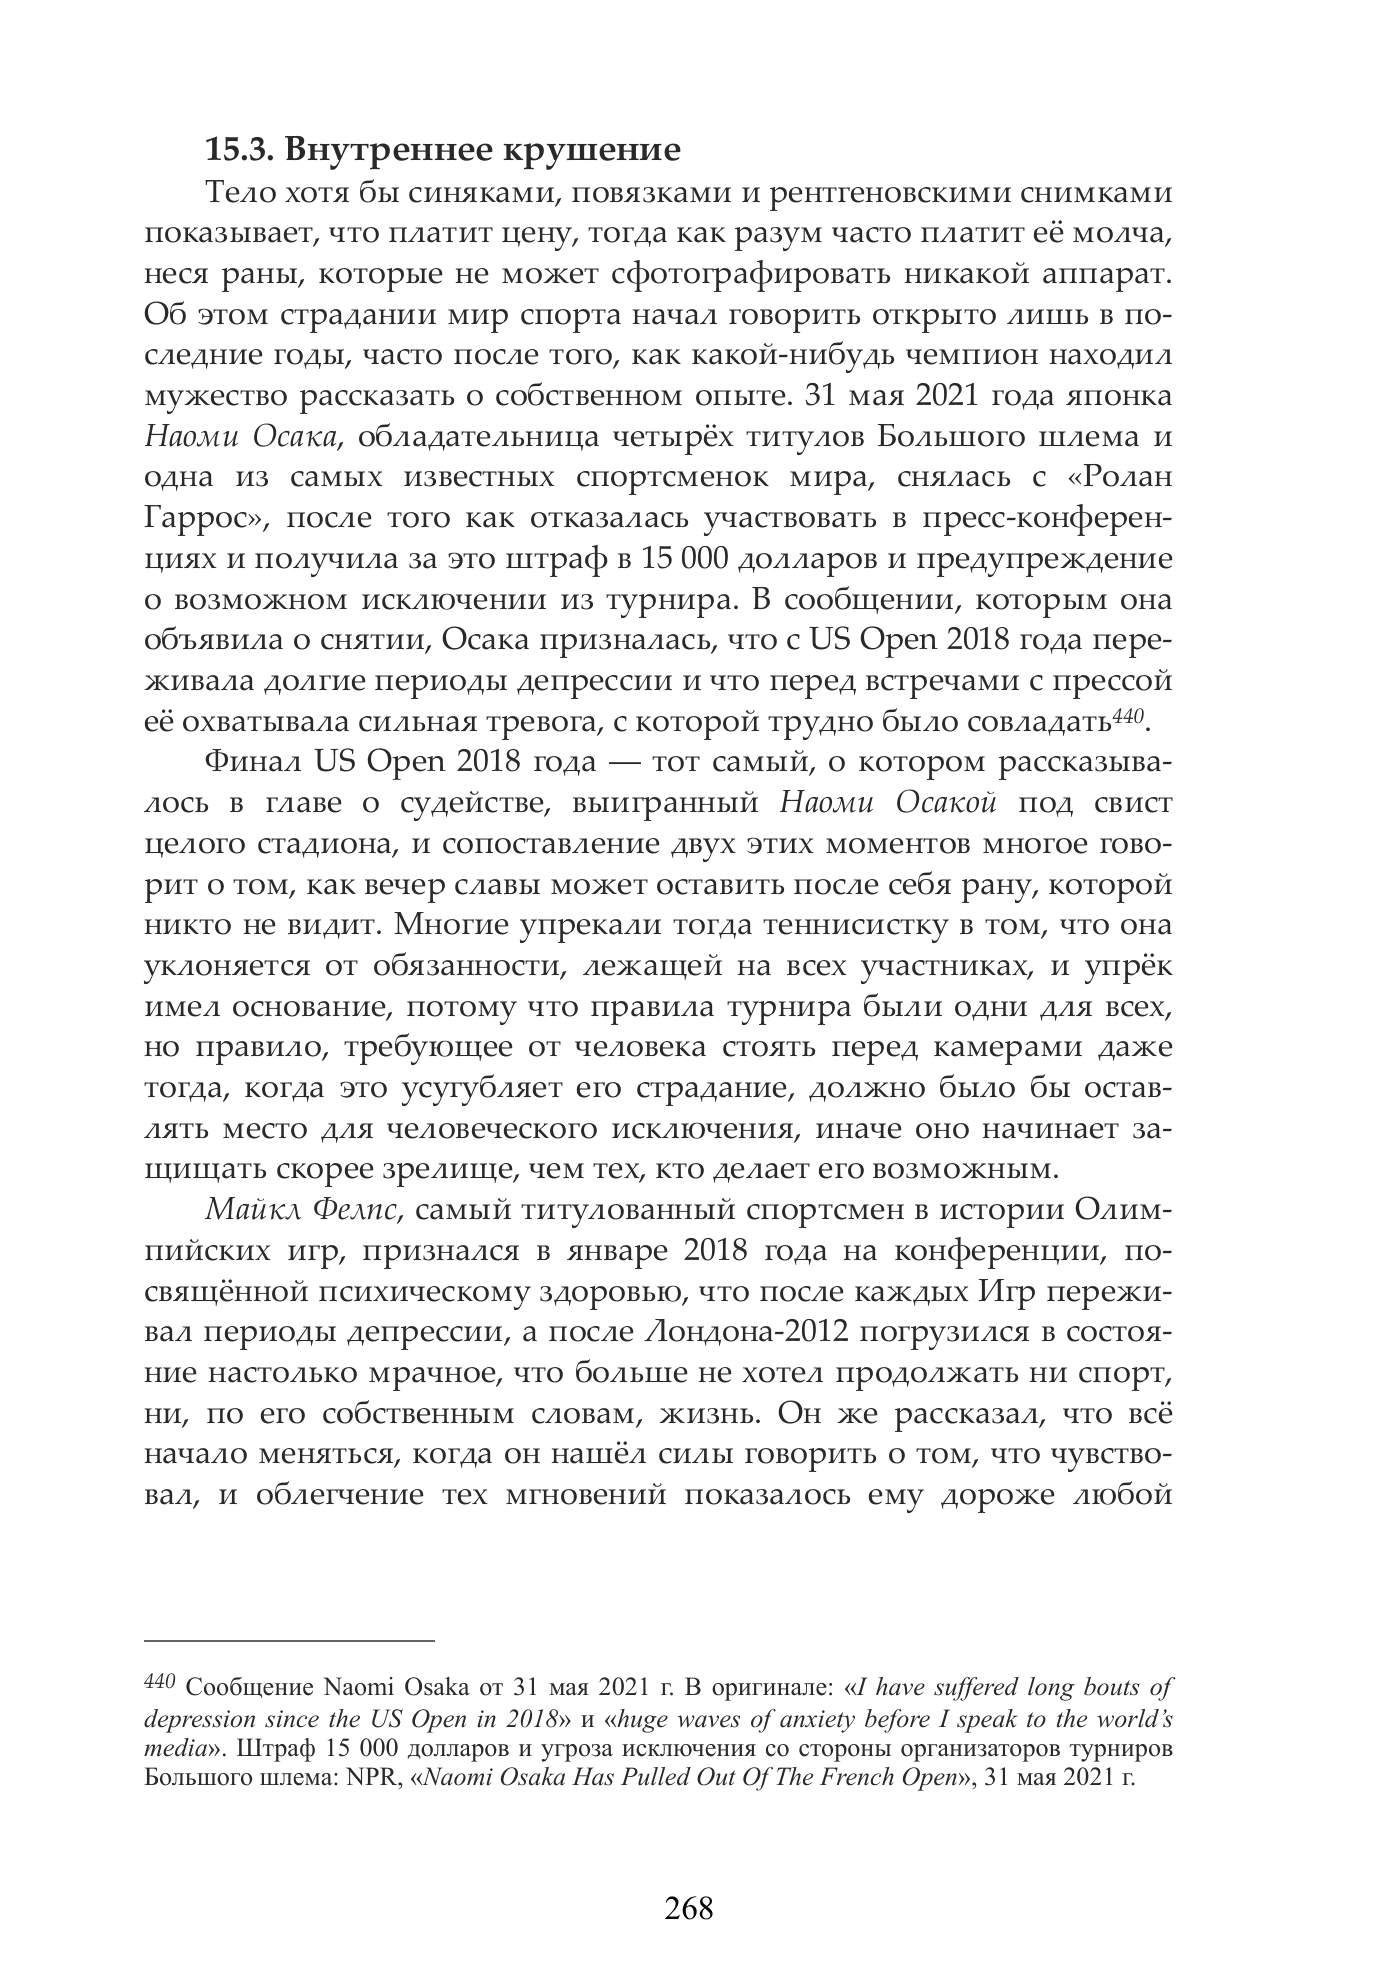 15.3. Внутреннее крушение
Тело хотя бы синяками, повязками и рентгеновскими снимками
показывает, что платит цену, тогда как разум часто платит её молча,
неся раны, которые не может сфотографировать никакой аппарат.
Об этом страдании мир спорта начал говорить открыто лишь в по-
следние годы, часто после того, как какой-нибудь чемпион находил
мужество рассказать о собственном опыте. 31 мая 2021 года японка
Наоми Осака, обладательница четырёх титулов Большого шлема и
одна из самых известных спортсменок мира, снялась с «Ролан
Гаррос», после того как отказалась участвовать в пресс-конферен-
циях и получила за это штраф в 15 000 долларов и предупреждение
о возможном исключении из турнира. В сообщении, которым она
объявила о снятии, Осака призналась, что с US Open 2018 года пере-
живала долгие периоды депрессии и что перед встречами с прессой
её охватывала сильная тревога, с которой трудно было совладать440.
Финал US Open 2018 года — тот самый, о котором рассказыва-
лось в главе о судействе, выигранный Наоми Осакой под свист
целого стадиона, и сопоставление двух этих моментов многое гово-
рит о том, как вечер славы может оставить после себя рану, которой
никто не видит. Многие упрекали тогда теннисистку в том, что она
уклоняется от обязанности, лежащей на всех участниках, и упрёк
имел основание, потому что правила турнира были одни для всех,
но правило, требующее от человека стоять перед камерами даже
тогда, когда это усугубляет его страдание, должно было бы остав-
лять место для человеческого исключения, иначе оно начинает за-
щищать скорее зрелище, чем тех, кто делает его возможным.
Майкл Фелпс, самый титулованный спортсмен в истории Олим-
пийских игр, признался в январе 2018 года на конференции, по-
свящённой психическому здоровью, что после каждых Игр пережи-
вал периоды депрессии, а после Лондона-2012 погрузился в состоя-
ние настолько мрачное, что больше не хотел продолжать ни спорт,
ни, по его собственным словам, жизнь. Он же рассказал, что всё
начало меняться, когда он нашёл силы говорить о том, что чувство-
вал, и облегчение тех мгновений показалось ему дороже любой
440 Сообщение Naomi Osaka от 31 мая 2021 г. В оригинале: «I have suffered long bouts of
depression since the US Open in 2018» и «huge waves of anxiety before I speak to the world’s
media». Штраф 15 000 долларов и угроза исключения со стороны организаторов турниров
Большого шлема: NPR, «Naomi Osaka Has Pulled Out Of The French Open», 31 мая 2021 г.
268